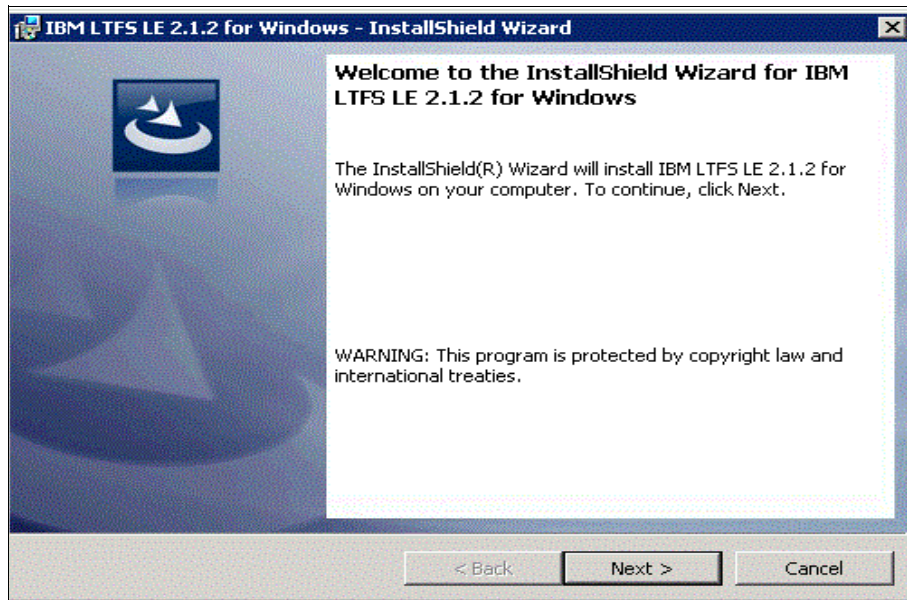 IBM LTFS LE 2.1.2 for Windows - InstallShield Wizard
Welcome to the InstallShield Wizard for IBM
LTFS LE 2.1.2 for Windows
The InstallShield(R) Wizard will install IBM LTFS LE 2.1.2 for
Windows on your computer. To continue, click Next.
WARNING: This program is protected by copyright law and
international treaties.
< Back
Next >
Cancel